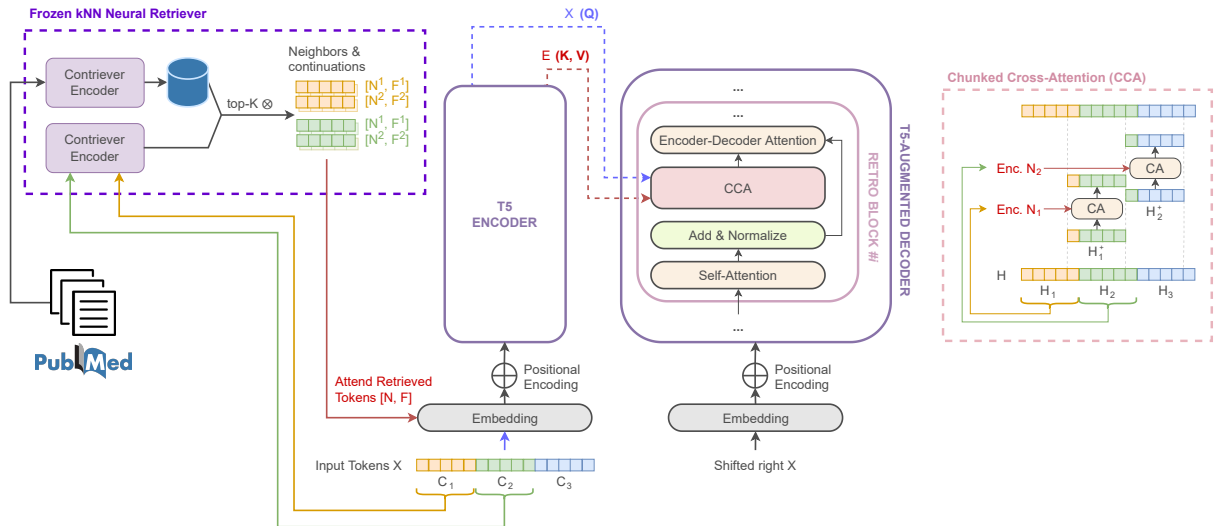 Frozen kNN Neural Retriever
Contriever
Encoder
Contriever
Encoder
top-K ⊗
Neighbors &
continuations
[N¹, F¹]
[N², F²]
[N¹, F¹]
[N², F²]
PubMed
Attend Retrieved
Tokens [N, F]
Input Tokens X
C₁
C₂
C₃
Embedding
Positional
Encoding
T5
ENCODER
X (Q)
E (K, V)
...
...
Encoder-Decoder Attention
CCA
Add & Normalize
Self-Attention
...
RETRO BLOCK #i
T5-AUGMENTED DECODER
Positional
Encoding
Embedding
Shifted right X
Chunked Cross-Attention (CCA)
Enc. N₂
CA
Enc. N₁
CA
H₂⁺
H₁⁺
H
H₁
H₂
H₃